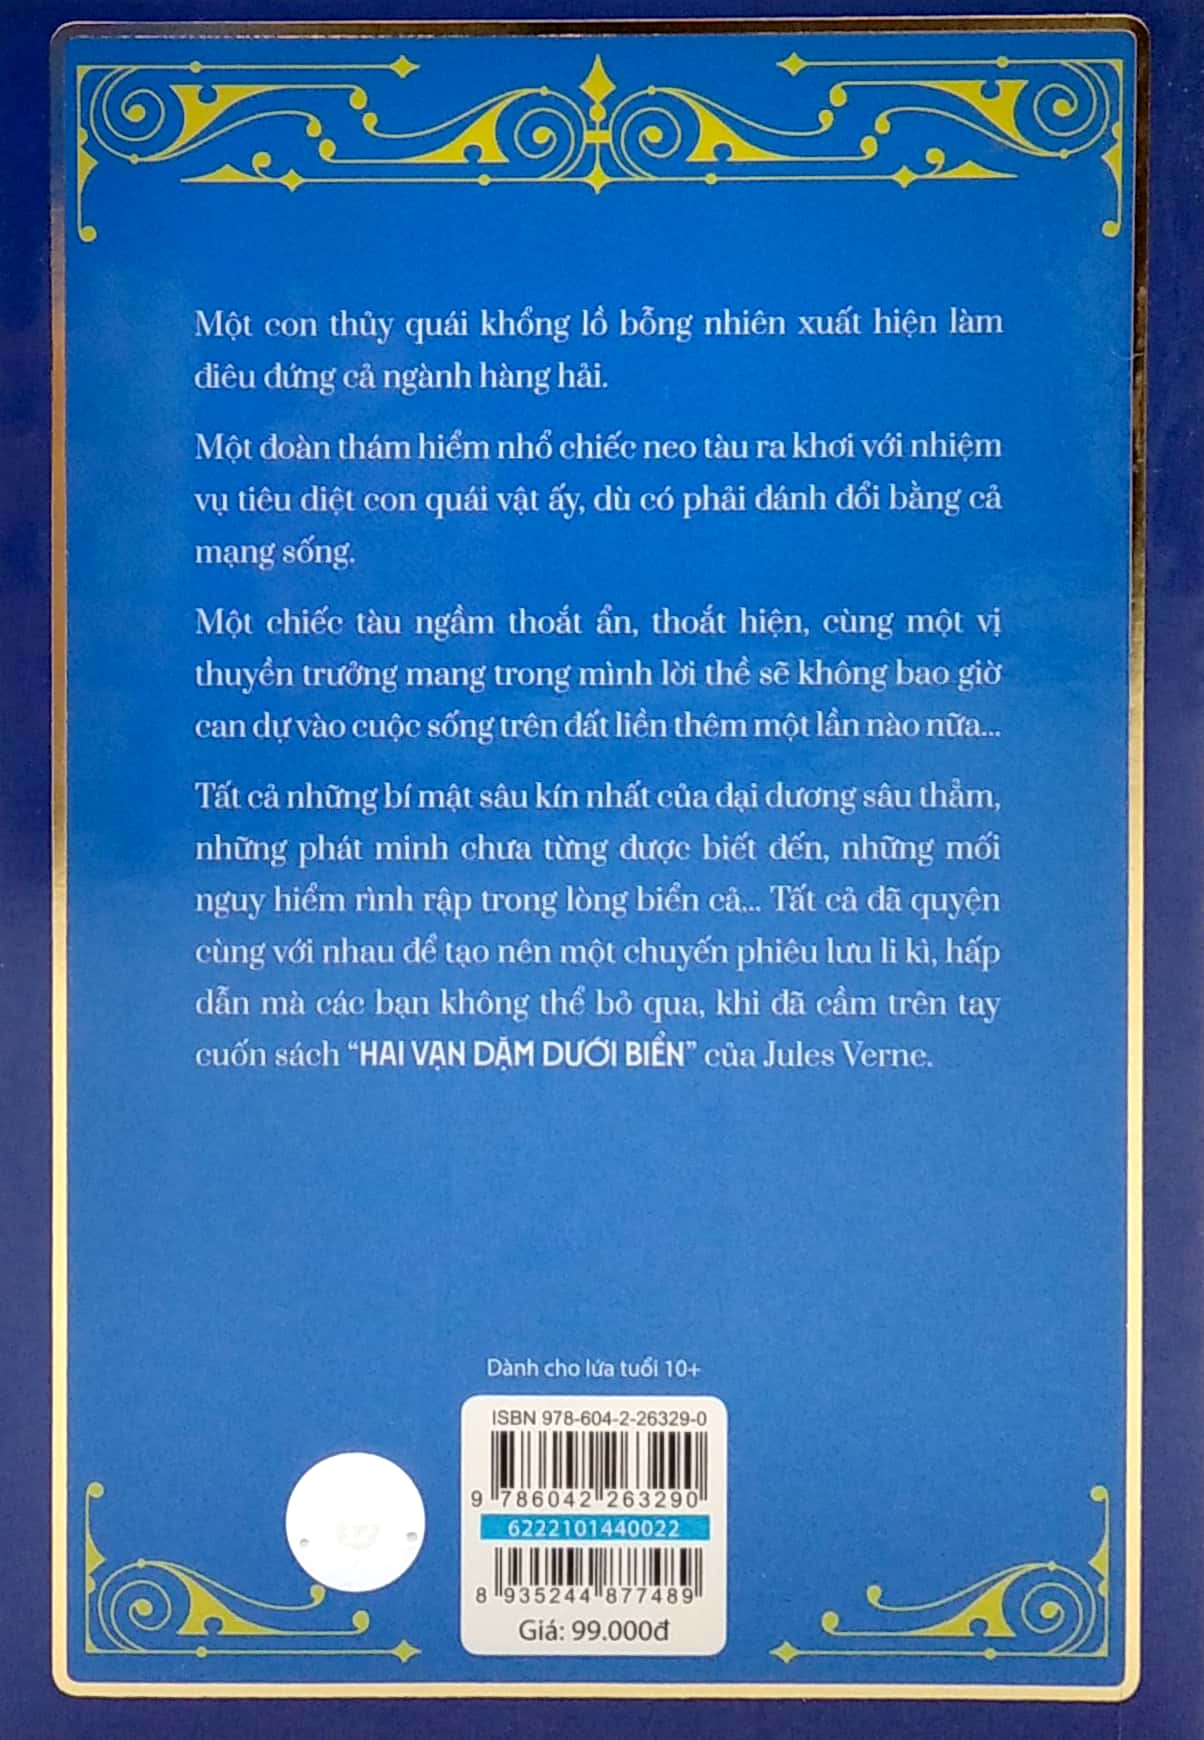 Một con thủy quái khổng lồ bỗng nhiên xuất hiện làm
điêu đứng cả ngành hàng hải.
Một đoàn thám hiểm nhổ chiếc neo tàu ra khơi với nhiệm
vụ tiêu diệt con quái vật ấy, dù có phải đánh đổi bằng cả
mạng sống.
Một chiếc tàu ngầm thoắt ẩn, thoắt hiện, cùng một vị
thuyền trưởng mang trong mình lời thề sẽ không bao giờ
can dự vào cuộc sống trên đất liền thêm một lần nào nữa...
Tất cả những bí mật sâu kín nhất của đại dương sâu thẳm,
những phát minh chưa từng được biết đến, những mối
nguy hiểm rình rập trong lòng biển cả... Tất cả đã quyện
cùng với nhau để tạo nên một chuyến phiêu lưu li kì, hấp
dẫn mà các bạn không thể bỏ qua, khi đã cầm trên tay
cuốn sách “HAI VẠN DẶM DƯỚI BIỂN” của Jules Verne.
Dành cho lứa tuổi 10+
ISBN 978-604-2-26329-0
9 786042 263290
6222101440022
8 935244 877489
Giá: 99.000đ